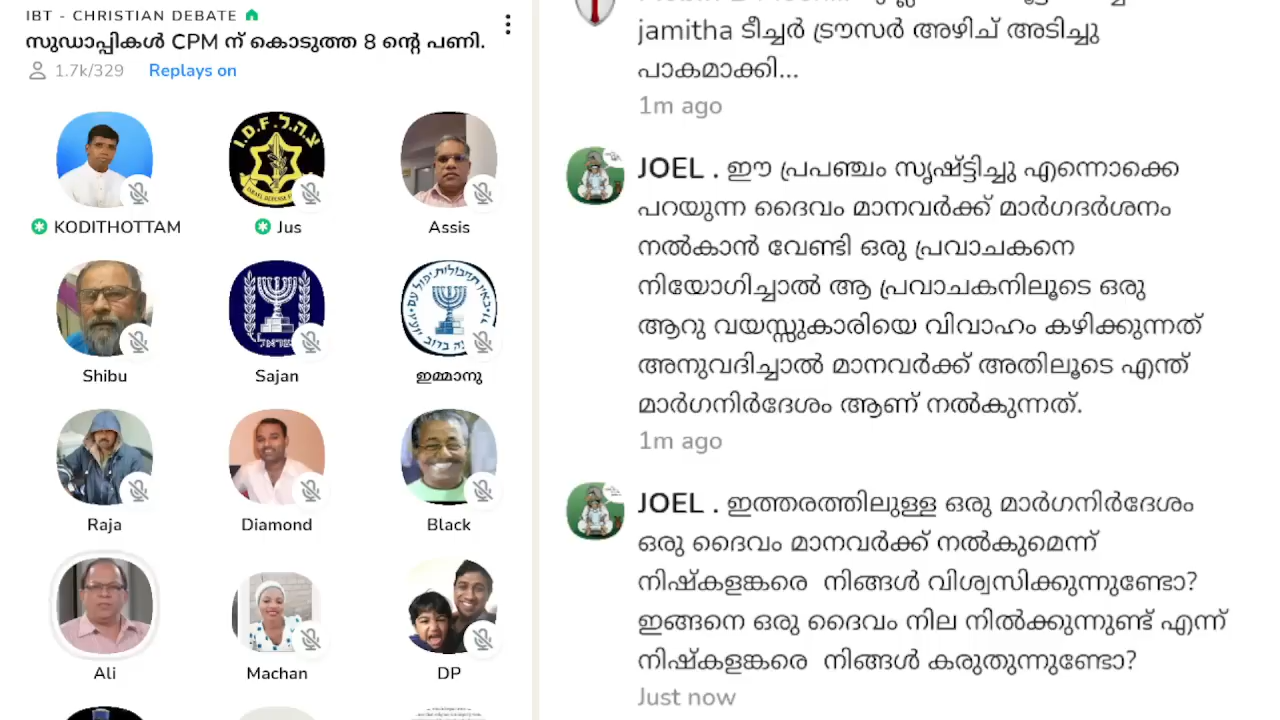 IBT - CHRISTIAN DEBATE
സുഡാപ്പികൾ CPM ന് കൊടുത്ത 8 ന്റെ പണി.
1.7k/329 Replays on
I.D.F. צ.ה.ל.
KODITHOTTAM Jus Assis
ישראל
Shibu Sajan ഇമ്മാനു
Raja Diamond Black
Ali Machan DP
jamitha ടീച്ചർ ട്രൗസർ അഴിച് അടിച്ചു
പാകമാക്കി...
1m ago
JOEL . ഈ പ്രപഞ്ചം സൃഷ്ട്ടിച്ചു എന്നൊക്കെ
പറയുന്ന ദൈവം മാനവർക്ക് മാർഗദർശനം
നൽകാൻ വേണ്ടി ഒരു പ്രവാചകനെ
നിയോഗിച്ചാൽ ആ പ്രവാചകനിലൂടെ ഒരു
ആറു വയസ്സുകാരിയെ വിവാഹം കഴിക്കുന്നത്
അനുവദിച്ചാൽ മാനവർക്ക് അതിലൂടെ എന്ത്
മാർഗനിർദേശം ആണ് നൽകുന്നത്.
1m ago
JOEL . ഇത്തരത്തിലുള്ള ഒരു മാർഗനിർദേശം
ഒരു ദൈവം മാനവർക്ക് നൽകുമെന്ന്
നിഷ്കളങ്കരെ നിങ്ങൾ വിശ്വസിക്കുന്നുണ്ടോ?
ഇങ്ങനെ ഒരു ദൈവം നില നിൽക്കുന്നുണ്ട് എന്ന്
നിഷ്കളങ്കരെ നിങ്ങൾ കരുതുന്നുണ്ടോ?
Just now